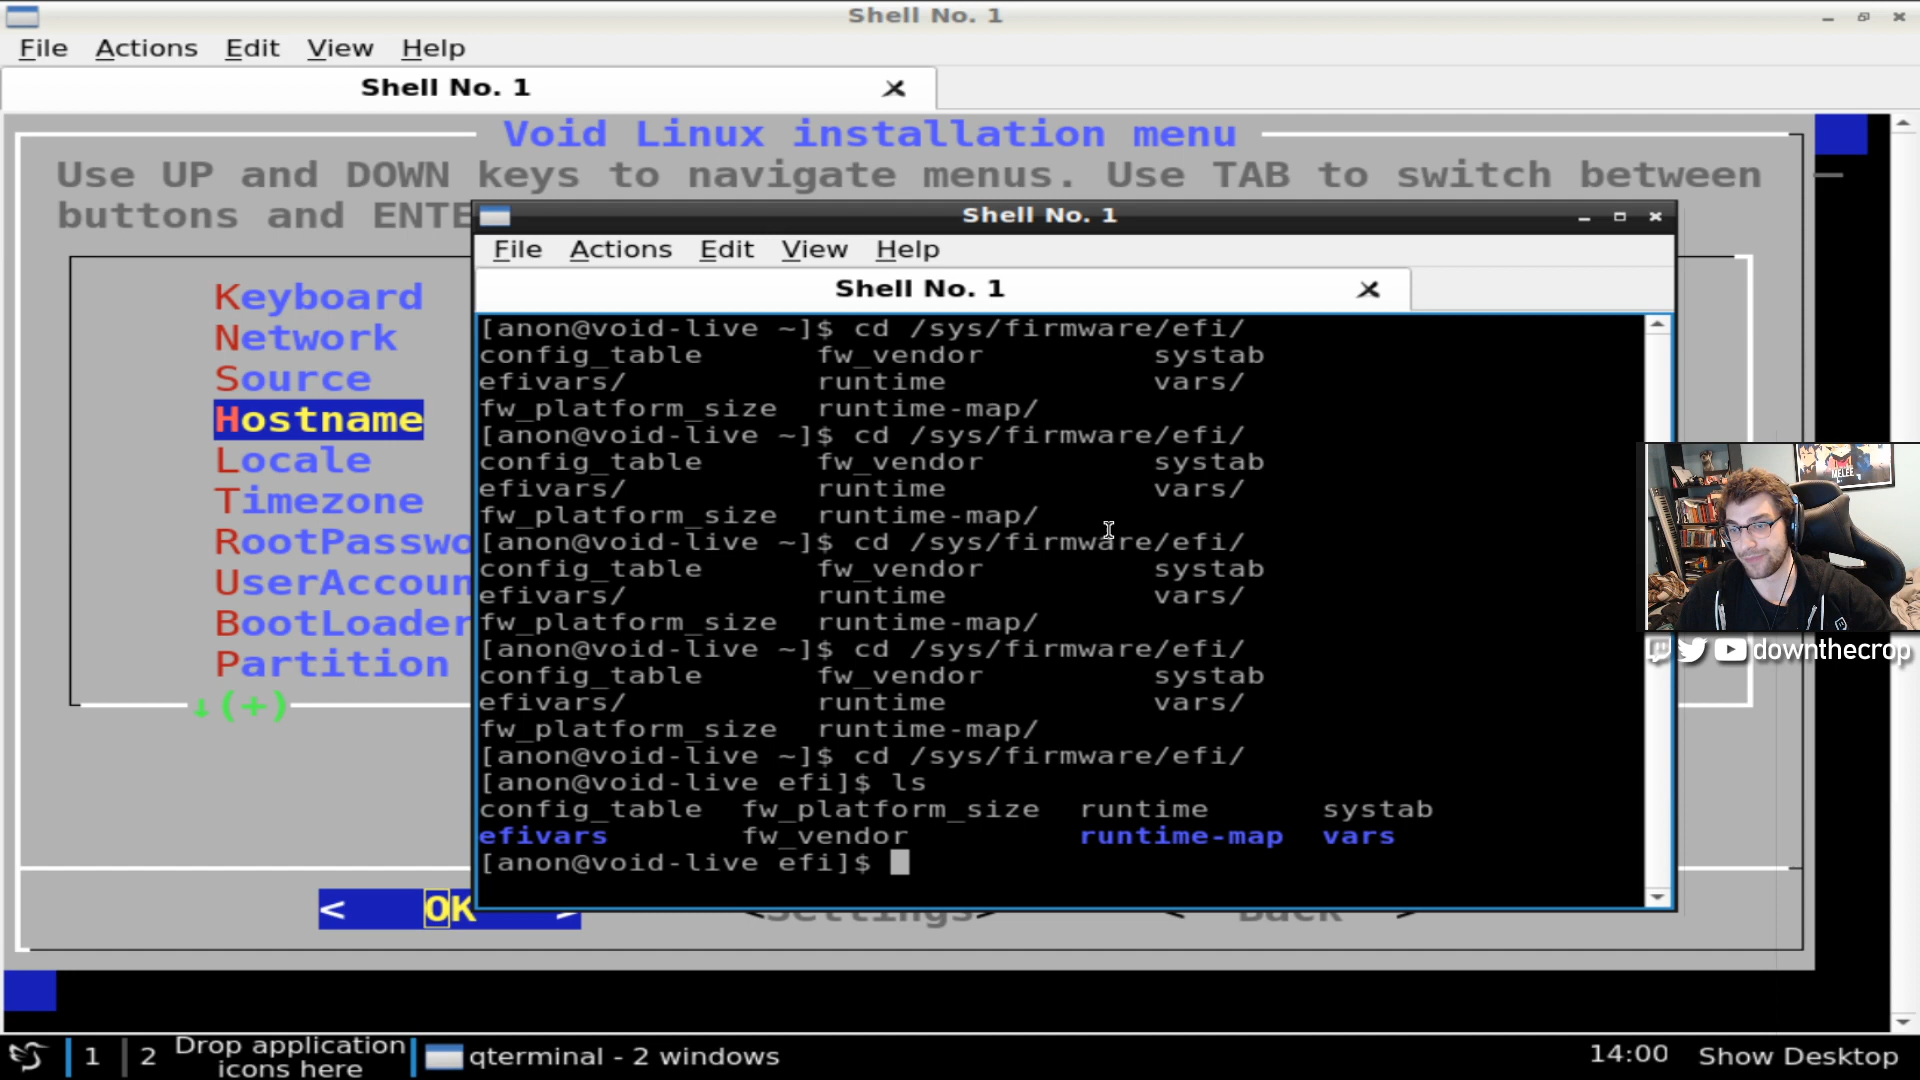 Shell No. 1
File Actions Edit View Help
Shell No. 1
Void Linux installation menu
Use UP and DOWN keys to navigate menus. Use TAB to switch between
buttons and ENTE
Keyboard
Network
Source
Hostname
Locale
Timezone
RootPasswo
UserAccoun
BootLoader
Partition
↓(+)
< OK >
<Settings>
< Back >
Shell No. 1
File Actions Edit View Help
Shell No. 1
[anon@void-live ~]$ cd /sys/firmware/efi/
config_table fw_vendor systab
efivars/ runtime vars/
fw_platform_size runtime-map/
[anon@void-live ~]$ cd /sys/firmware/efi/
config_table fw_vendor systab
efivars/ runtime vars/
fw_platform_size runtime-map/
[anon@void-live ~]$ cd /sys/firmware/efi/
config_table fw_vendor systab
efivars/ runtime vars/
fw_platform_size runtime-map/
[anon@void-live ~]$ cd /sys/firmware/efi/
config_table fw_vendor systab
efivars/ runtime vars/
fw_platform_size runtime-map/
[anon@void-live ~]$ cd /sys/firmware/efi/
[anon@void-live efi]$ ls
config_table fw_platform_size runtime systab
efivars fw_vendor runtime-map vars
[anon@void-live efi]$
MELEE
downthecrop
1 2 Drop application
icons here
qterminal - 2 windows
14:00 Show Desktop